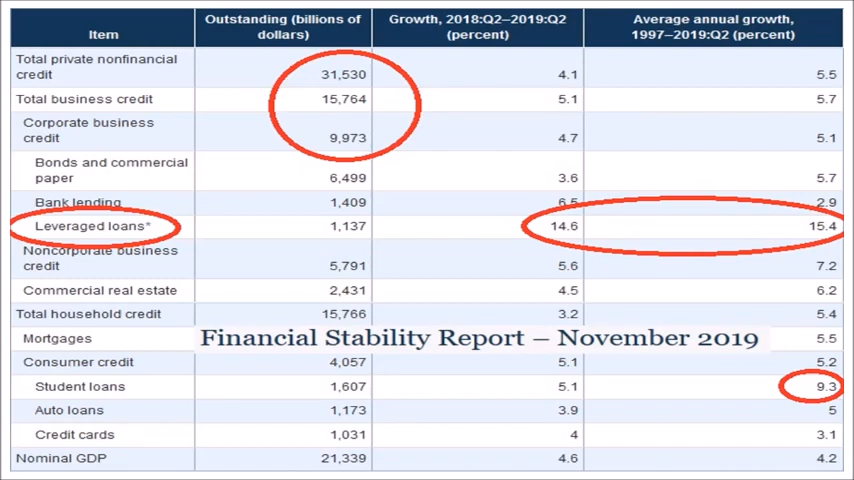 Item Outstanding (billions of dollars) Growth, 2018:Q2–2019:Q2 (percent) Average annual growth, 1997–2019:Q2 (percent)
Total private nonfinancial credit 31,530 4.1 5.5
Total business credit 15,764 5.1 5.7
Corporate business credit 9,973 4.7 5.1
Bonds and commercial paper 6,499 3.6 5.7
Bank lending 1,409 6.5 2.9
Leveraged loans* 1,137 14.6 15.4
Noncorporate business credit 5,791 5.6 7.2
Commercial real estate 2,431 4.5 6.2
Total household credit 15,766 3.2 5.4
Mortgages 5.5
Financial Stability Report – November 2019
Consumer credit 4,057 5.1 5.2
Student loans 1,607 5.1 9.3
Auto loans 1,173 3.9 5
Credit cards 1,031 4 3.1
Nominal GDP 21,339 4.6 4.2